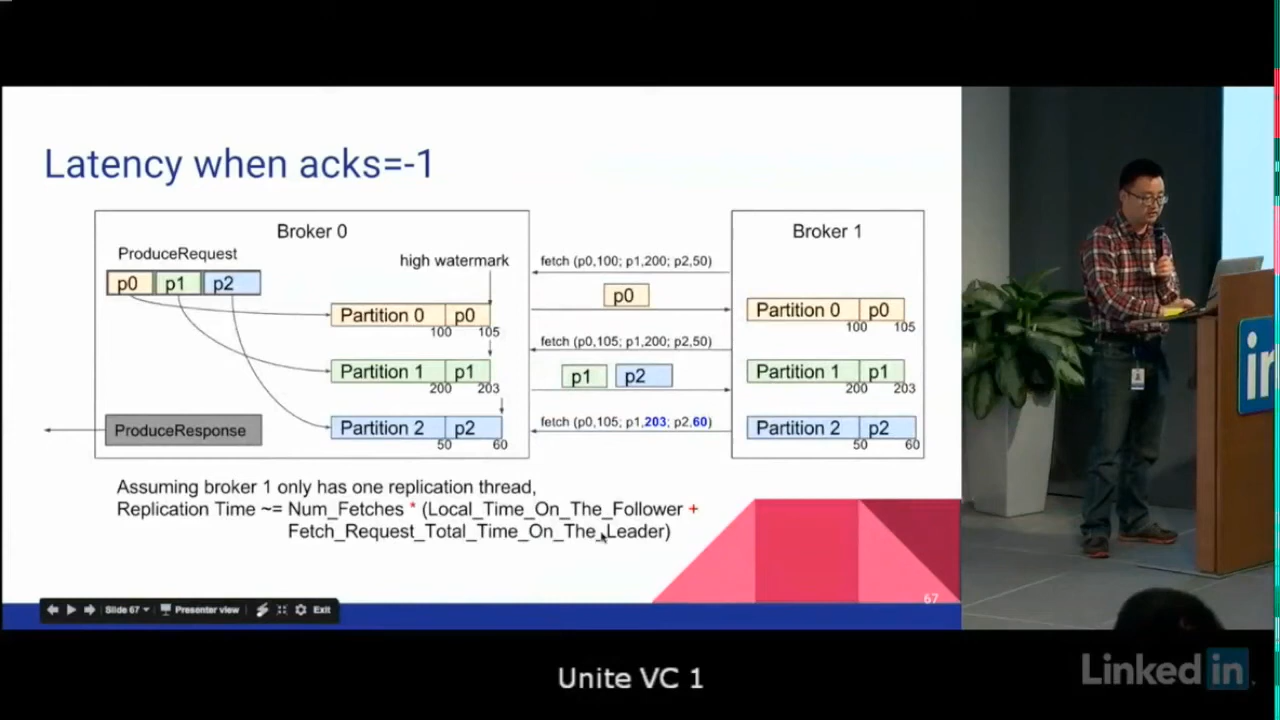 Latency when acks=-1
Broker 0
Broker 1
ProduceRequest
high watermark
fetch (p0,100; p1,200; p2,50)
p0
p1
p2
p0
Partition 0
p0
100
105
Partition 0
p0
100
105
fetch (p0,105; p1,200; p2,50)
Partition 1
p1
200
203
p1
p2
Partition 1
p1
200
203
fetch (p0,105; p1,203; p2,60)
ProduceResponse
Partition 2
p2
50
60
Partition 2
p2
50
60
Assuming broker 1 only has one replication thread,
Replication Time ~= Num_Fetches * (Local_Time_On_The_Follower +
Fetch_Request_Total_Time_On_The_Leader)
67
Slide 67
Presenter view
Exit
in
Unite VC 1
Linked in